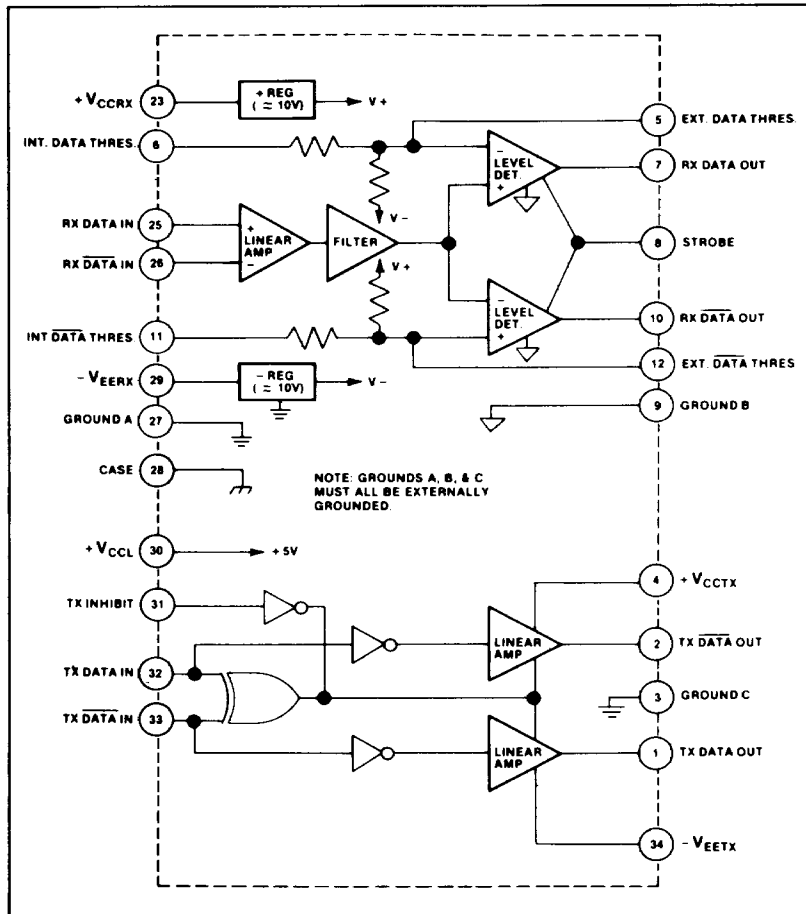 + VCCRX
23
+ REG
(≈ 10V)
V+
INT. DATA THRES.
6
5
EXT. DATA THRES.
−
LEVEL
DET.
+
7
RX DATA OUT
V−
RX DATA IN
25
+
LINEAR
AMP
−
FILTER
8
STROBE
RX DATA IN
26
V+
−
LEVEL
DET.
+
10
RX DATA OUT
INT DATA THRES
11
12
EXT. DATA THRES
− VEERX
29
− REG
(≈ 10V)
V−
9
GROUND B
GROUND A
27
CASE
28
NOTE: GROUNDS A, B, & C
MUST ALL BE EXTERNALLY
GROUNDED.
+ VCCL
30
+ 5V
4
+ VCCTX
TX INHIBIT
31
LINEAR
AMP
2
TX DATA OUT
TX DATA IN
32
3
GROUND C
TX DATA IN
33
LINEAR
AMP
1
TX DATA OUT
34
− VEETX